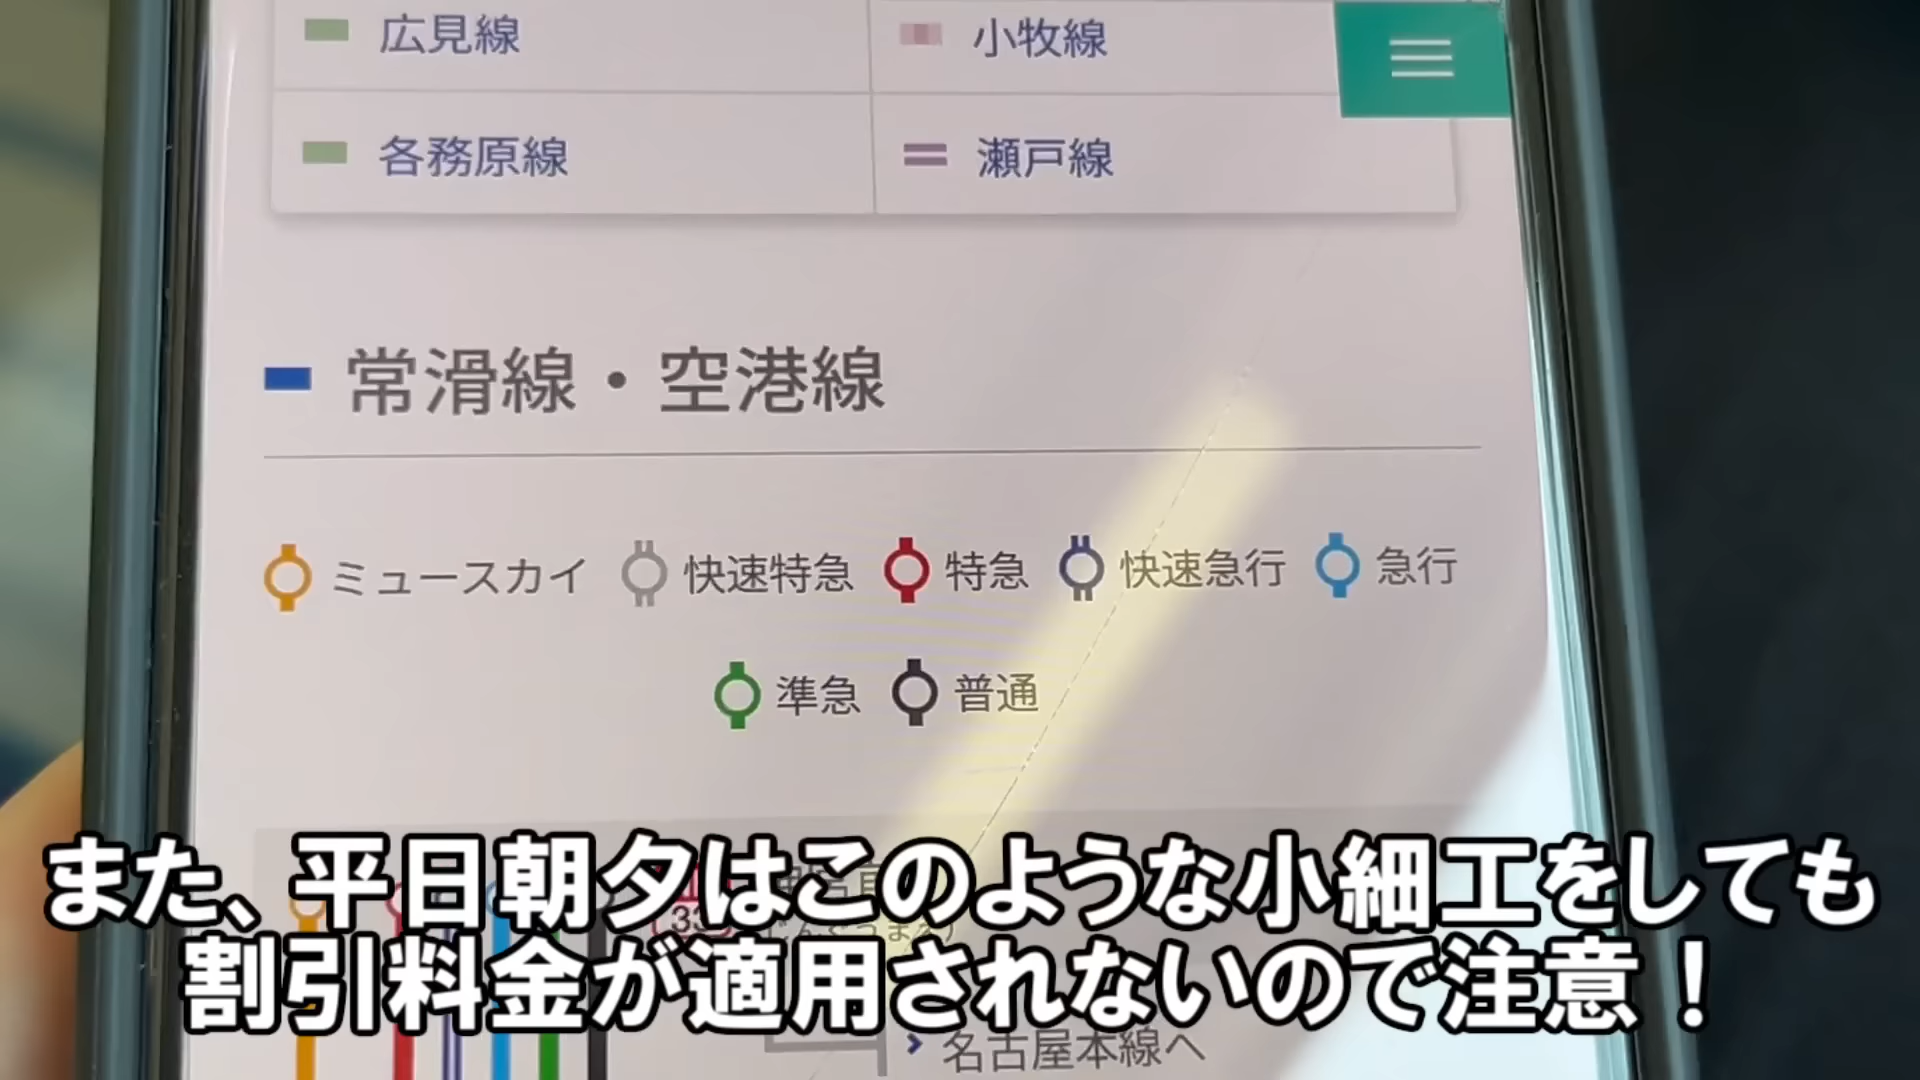 広見線
小牧線
各務原線
瀬戸線
常滑線・空港線
ミュースカイ 快速特急 特急 快速急行 急行
準急 普通
また、平日朝夕はこのような小細工をしても
割引料金が適用されないので注意！
名古屋本線へ